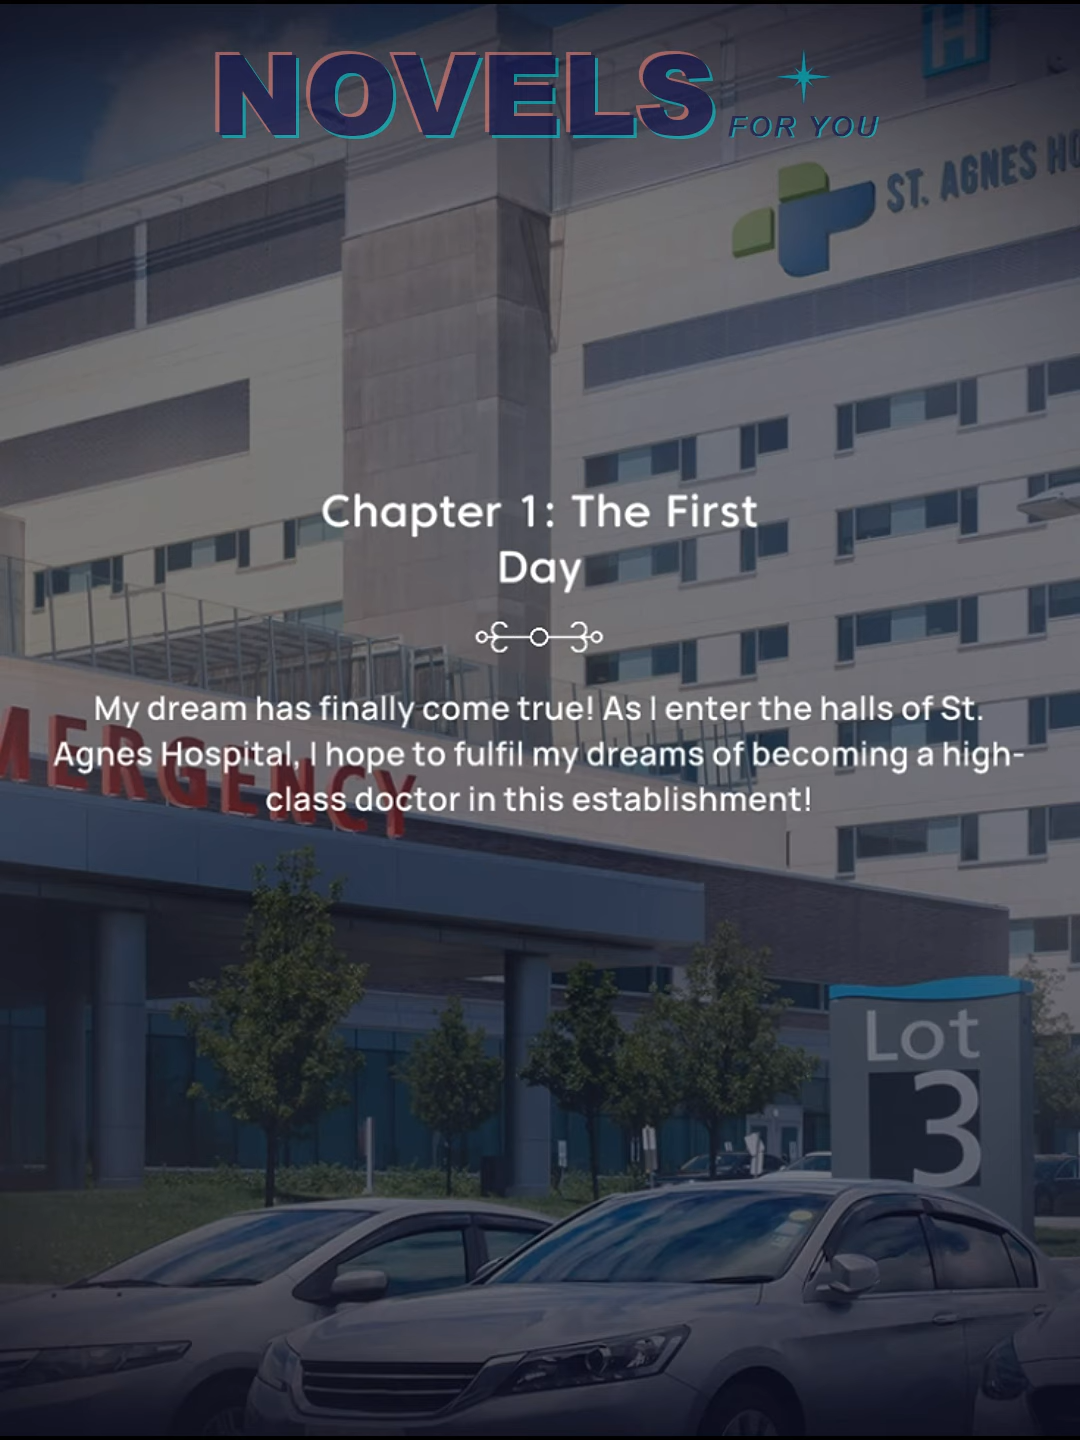 H
NOVELS
FOR YOU
ST. AGNES HO
Chapter 1: The First
Day
My dream has finally come true! As I enter the halls of St.
Agnes Hospital, I hope to fulfil my dreams of becoming a high-
class doctor in this establishment!
MERGENCY
Lot
3